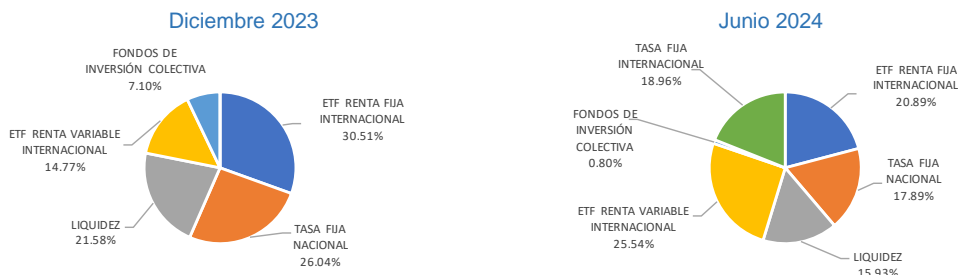 Diciembre 2023
FONDOS DE
INVERSIÓN COLECTIVA
7.10%
ETF RENTA FIJA
INTERNACIONAL
30.51%
ETF RENTA VARIABLE
INTERNACIONAL
14.77%
LIQUIDEZ
21.58%
TASA FIJA
NACIONAL
26.04%
Junio 2024
TASA FIJA
INTERNACIONAL
18.96%
ETF RENTA FIJA
INTERNACIONAL
20.89%
FONDOS DE
INVERSIÓN
COLECTIVA
0.80%
TASA FIJA
NACIONAL
17.89%
ETF RENTA VARIABLE
INTERNACIONAL
25.54%
LIQUIDEZ
15.93%